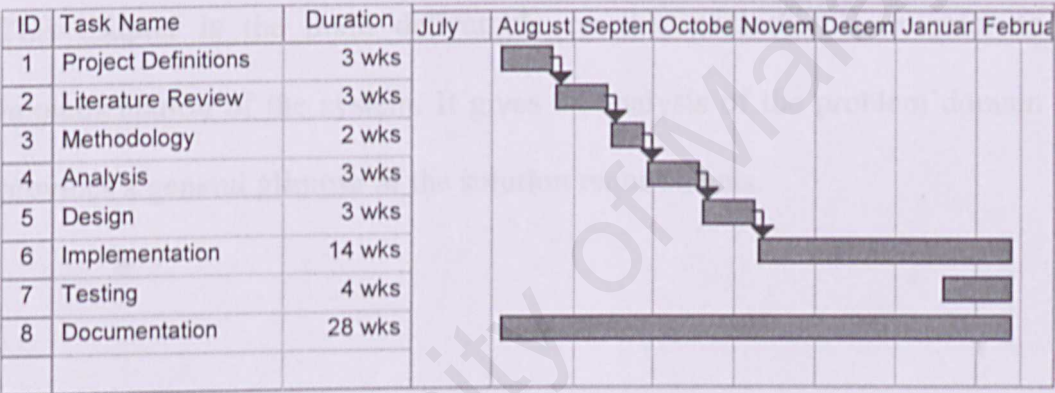 ID Task Name Duration July August Septen Octobe Novem Decem Januar Februa
1 Project Definitions 3 wks
2 Literature Review 3 wks
3 Methodology 2 wks
4 Analysis 3 wks
5 Design 3 wks
6 Implementation 14 wks
7 Testing 4 wks
8 Documentation 28 wks